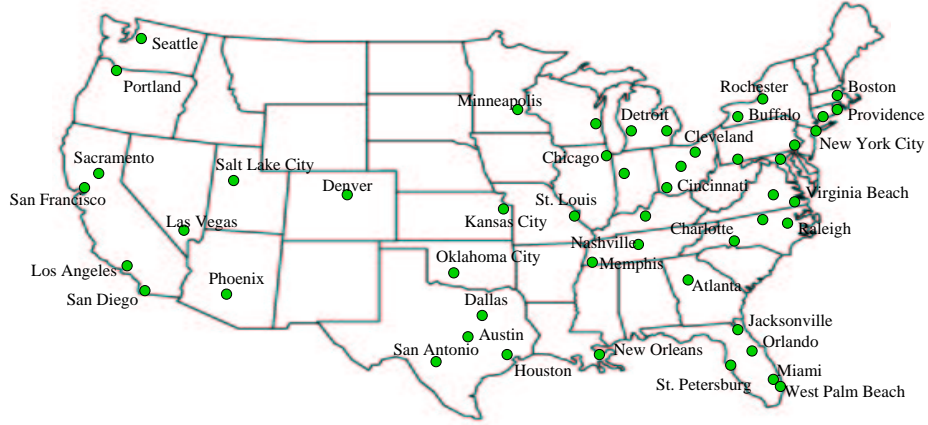 Seattle
Portland
Minneapolis
Rochester
Boston
Detroit
Buffalo
Providence
Cleveland
New York City
Sacramento
Salt Lake City
Chicago
San Francisco
Denver
Cincinnati
Virginia Beach
St. Louis
Las Vegas
Kansas City
Charlotte
Raleigh
Nashville
Oklahoma City
Memphis
Los Angeles
Phoenix
Atlanta
San Diego
Dallas
Jacksonville
Austin
Orlando
San Antonio
New Orleans
Houston
Miami
St. Petersburg
West Palm Beach